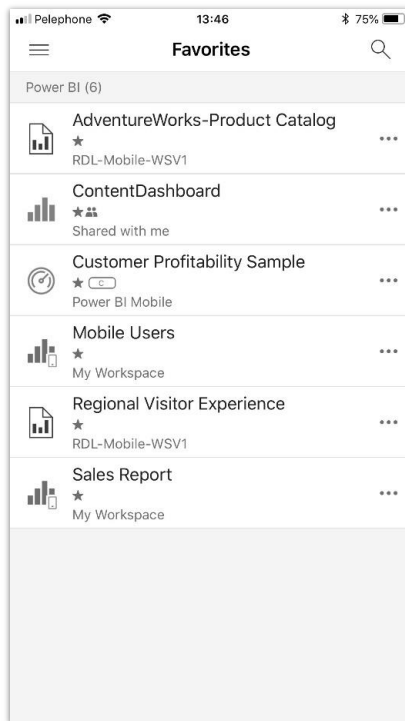 Pelephone 13:46 75%
Favorites
Power BI (6)
AdventureWorks-Product Catalog
RDL-Mobile-WSV1
ContentDashboard
Shared with me
Customer Profitability Sample
C
Power BI Mobile
Mobile Users
My Workspace
Regional Visitor Experience
RDL-Mobile-WSV1
Sales Report
My Workspace